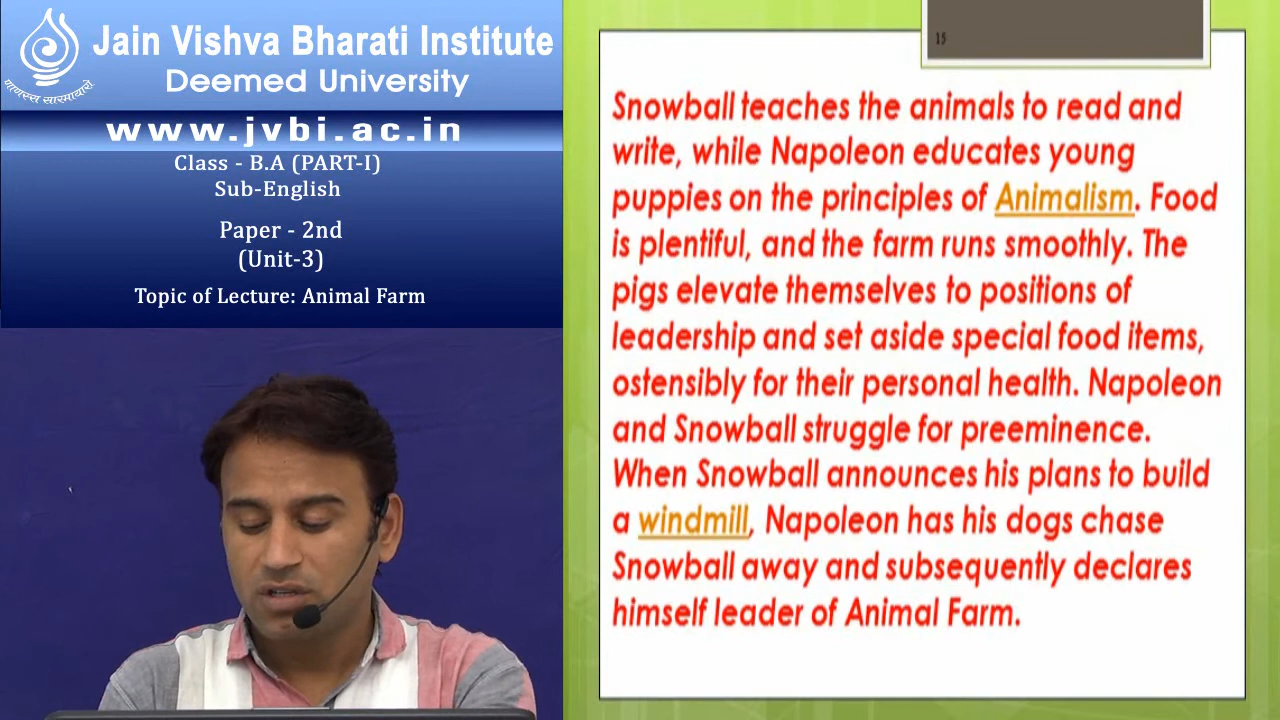 Jain Vishva Bharati Institute
Deemed University
णाणस्स सारमायारो
www.jvbi.ac.in
Class - B.A (PART-I)
Sub-English
Paper - 2nd
(Unit-3)
Topic of Lecture: Animal Farm
15
Snowball teaches the animals to read and
write, while Napoleon educates young
puppies on the principles of Animalism. Food
is plentiful, and the farm runs smoothly. The
pigs elevate themselves to positions of
leadership and set aside special food items,
ostensibly for their personal health. Napoleon
and Snowball struggle for preeminence.
When Snowball announces his plans to build
a windmill, Napoleon has his dogs chase
Snowball away and subsequently declares
himself leader of Animal Farm.